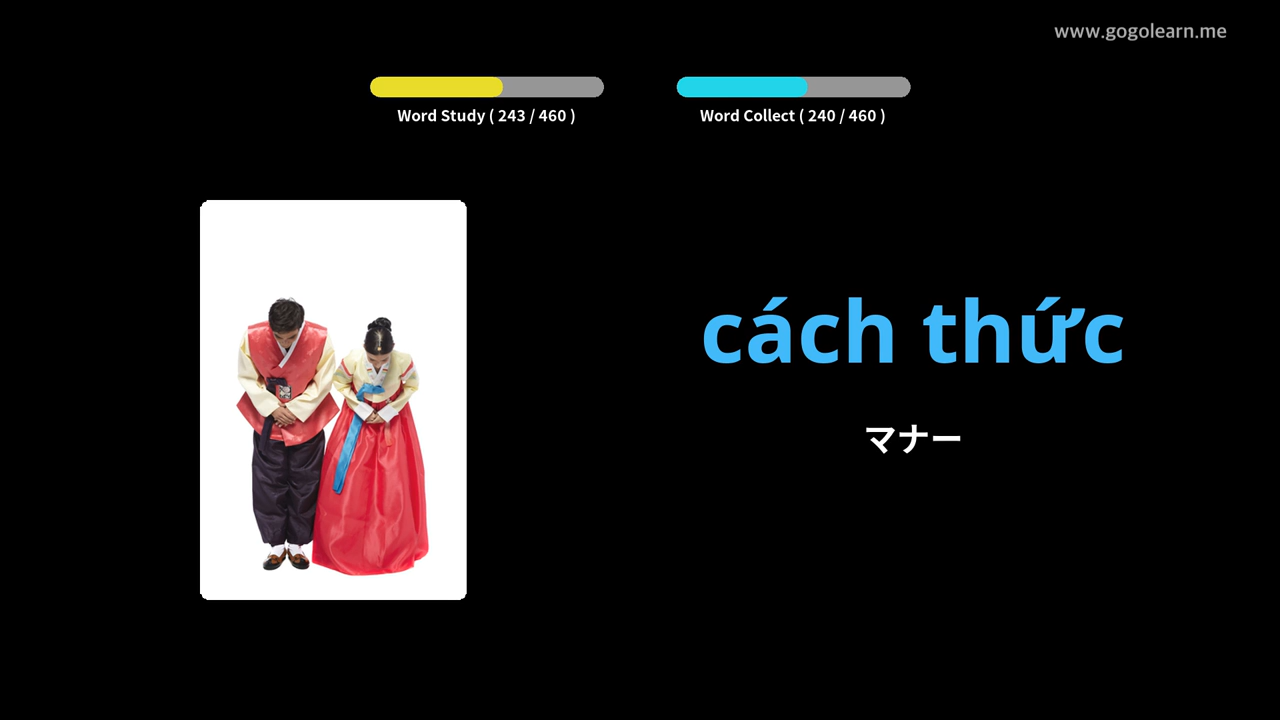 www.gogolearn.me
Word Study ( 243 / 460 )
Word Collect ( 240 / 460 )
cách thức
マナー